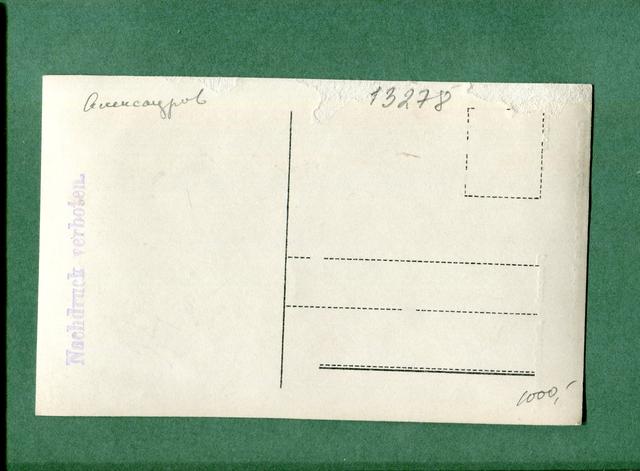 Александров
13278
Nachdruck verboten.
1000,-